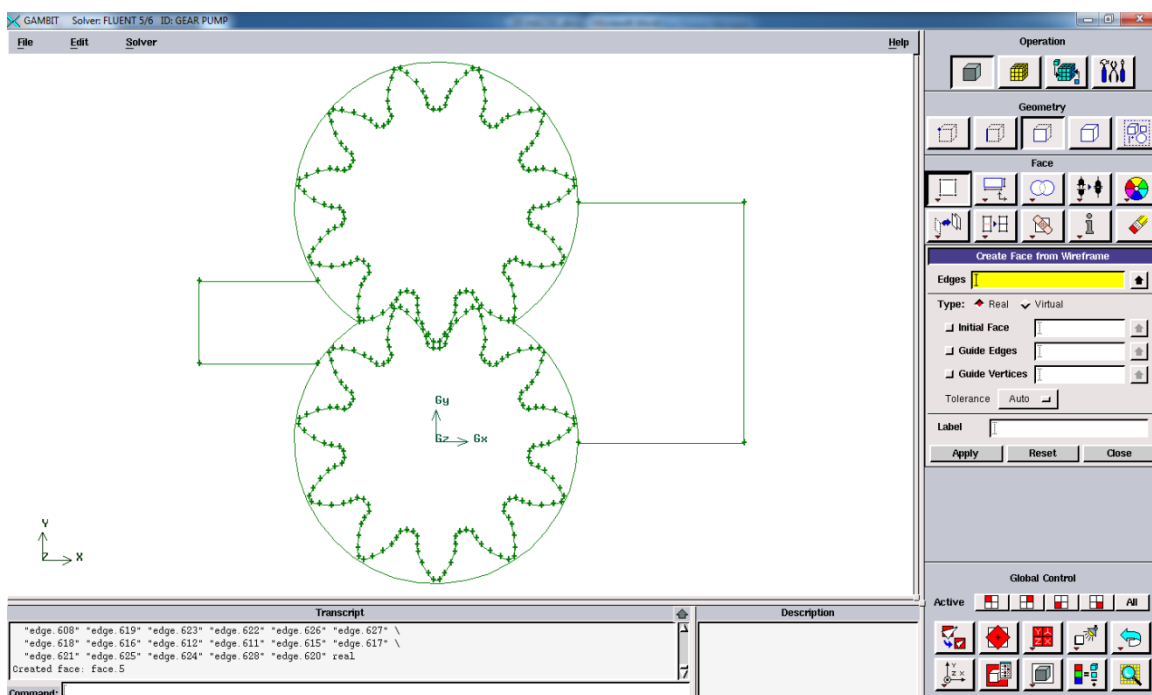 GAMBIT Solver: FLUENT 5/6 ID: GEAR PUMP
File Edit Solver Help
Operation
Geometry
Face
Create Face from Wireframe
Edges
Type: Real Virtual
Initial Face
Guide Edges
Guide Vertices
Tolerance Auto
Label
Apply Reset Close
Gy
Gz Gx
Y
Z X
Global Control
Active All
Transcript
"edge.608" "edge.619" "edge.623" "edge.622" "edge.626" "edge.627" \
"edge.618" "edge.616" "edge.612" "edge.611" "edge.615" "edge.617" \
"edge.621" "edge.625" "edge.624" "edge.628" "edge.620" real
Created face: face.5
Command:
Description